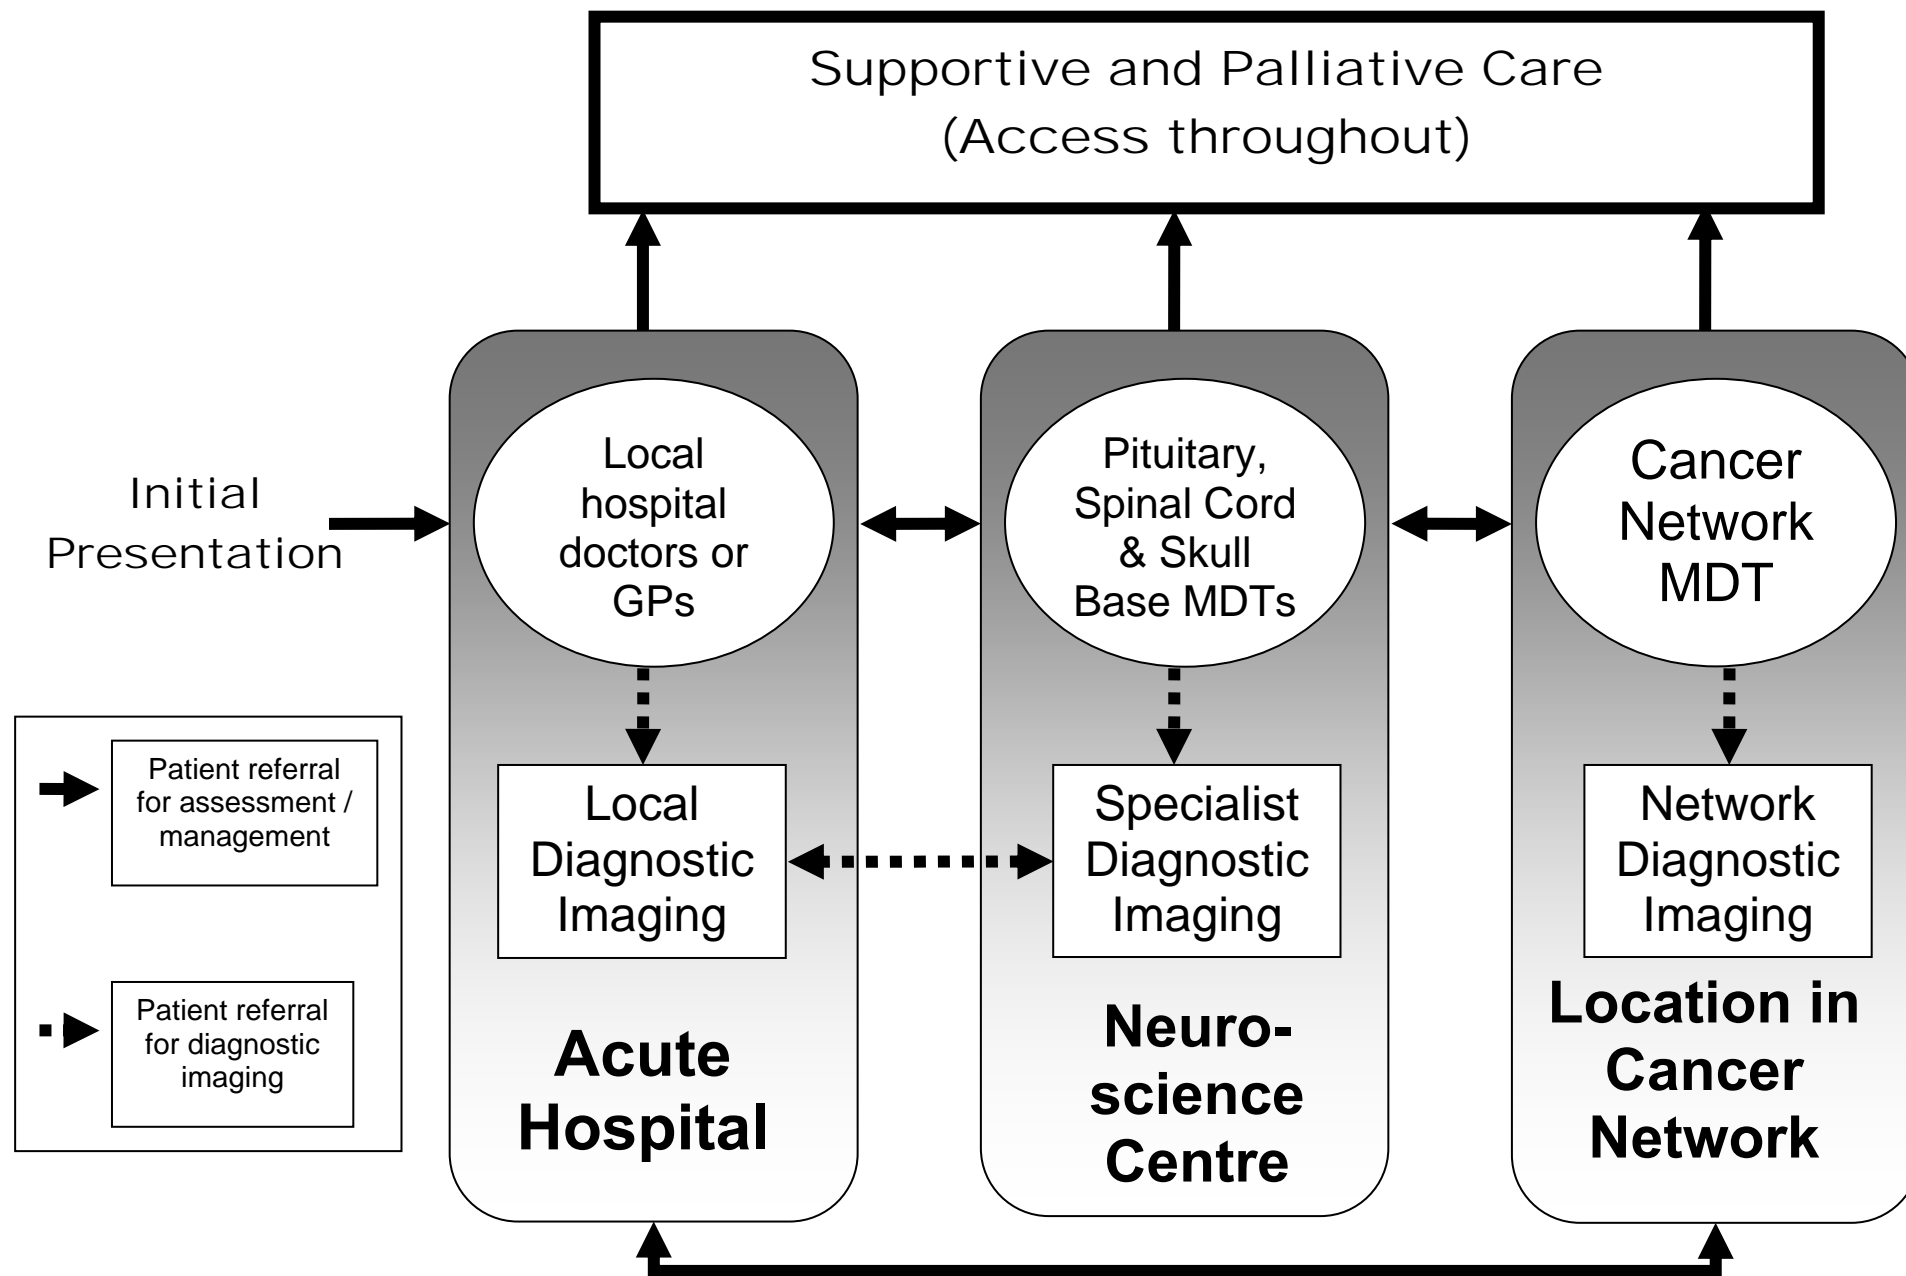 Supportive and Palliative Care
(Access throughout)
Initial
Presentation
Local
hospital
doctors or
GPs
Pituitary,
Spinal Cord
& Skull
Base MDTs
Cancer
Network
MDT
Patient referral
for assessment /
management
Patient referral
for diagnostic
imaging
Local
Diagnostic
Imaging
Specialist
Diagnostic
Imaging
Network
Diagnostic
Imaging
Acute
Hospital
Neuro-
science
Centre
Location in
Cancer
Network